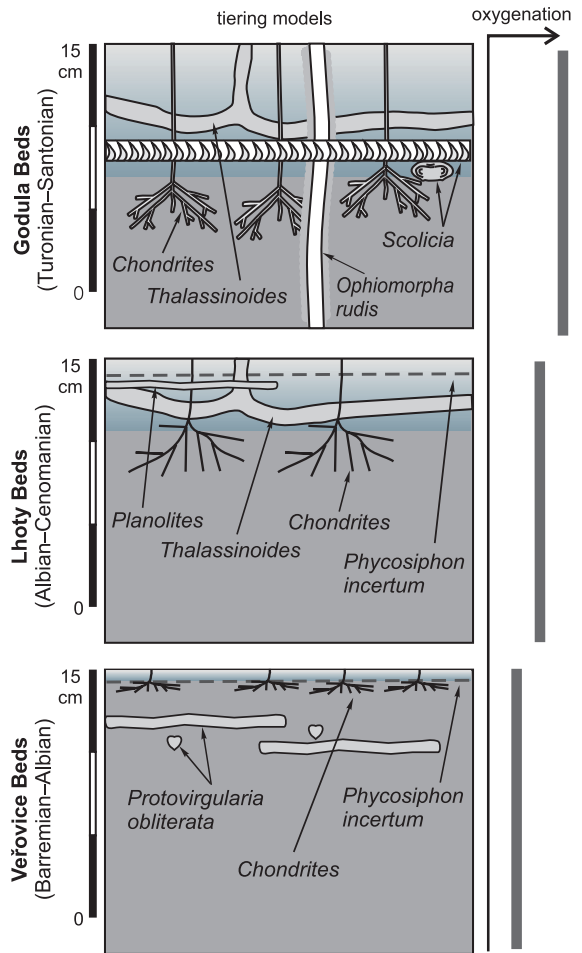 tiering models
oxygenation
15
cm
0
Godula Beds
(Turonian–Santonian)
Chondrites
Thalassinoides
Ophiomorpha
rudis
Scolicia
15
cm
0
Lhoty Beds
(Albian–Cenomanian)
Planolites
Thalassinoides
Chondrites
Phycosiphon
incertum
15
cm
0
Veřovice Beds
(Barremian–Albian)
Protovirgularia
obliterata
Chondrites
Phycosiphon
incertum